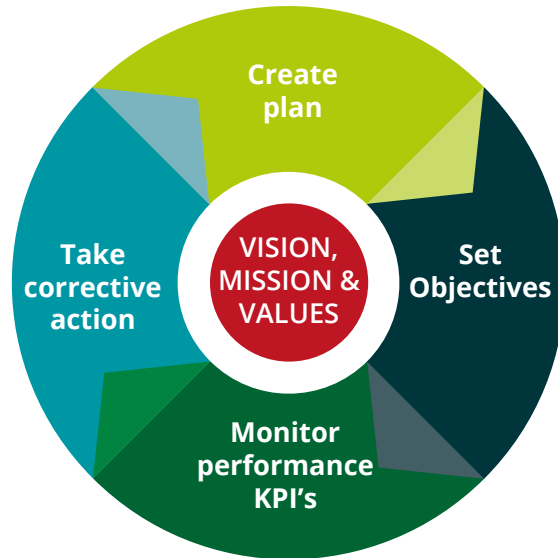 Create
plan
Set
Objectives
Monitor
performance
KPI’s
Take
corrective
action
VISION,
MISSION &
VALUES